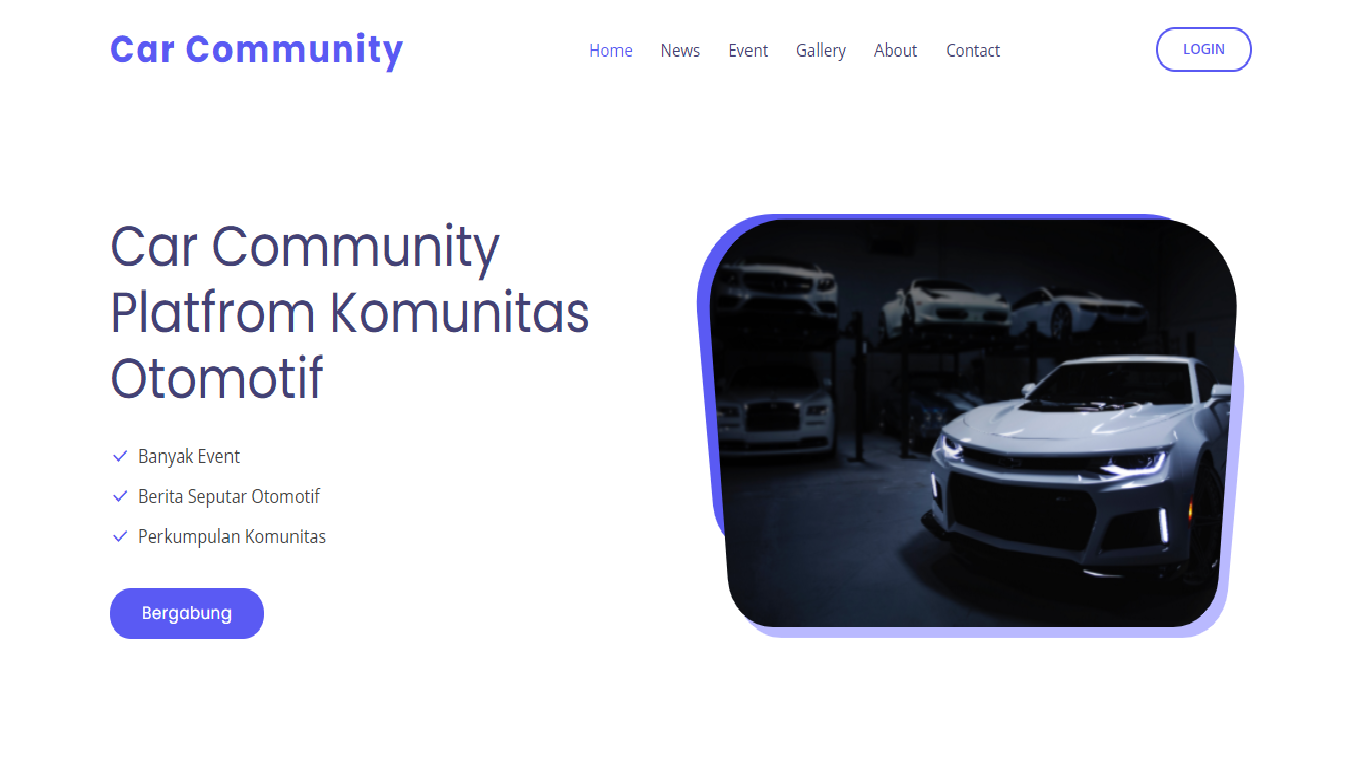 Car Community
Home News Event Gallery About Contact
LOGIN
Car Community
Platfrom Komunitas
Otomotif
Banyak Event
Berita Seputar Otomotif
Perkumpulan Komunitas
Bergabung